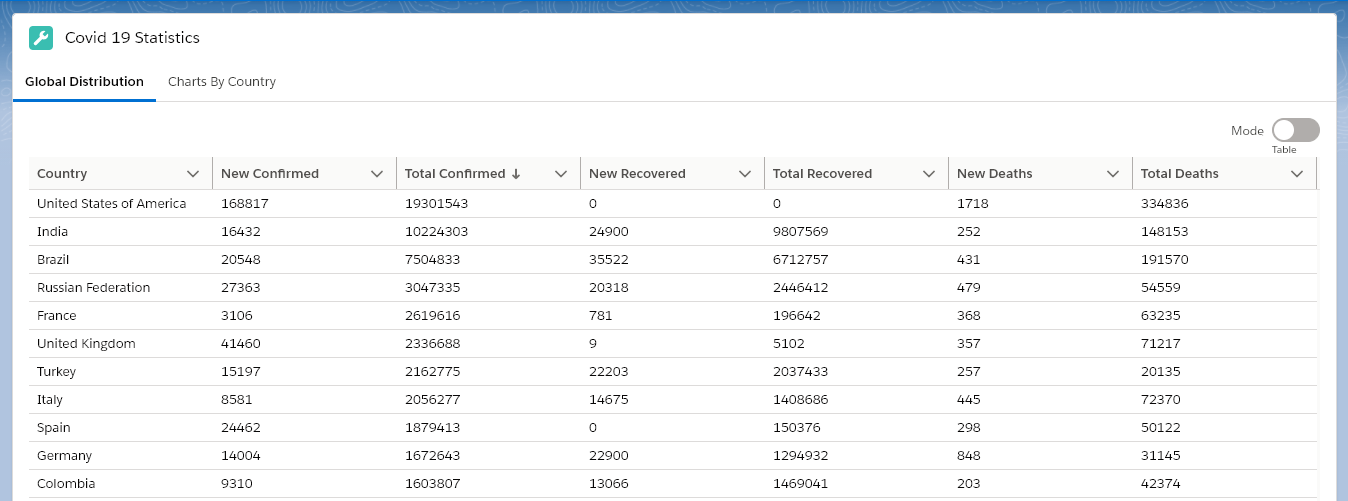 Covid 19 Statistics
Global Distribution Charts By Country
Mode
Table
Country New Confirmed Total Confirmed New Recovered Total Recovered New Deaths Total Deaths
United States of America 168817 19301543 0 0 1718 334836
India 16432 10224303 24900 9807569 252 148153
Brazil 20548 7504833 35522 6712757 431 191570
Russian Federation 27363 3047335 20318 2446412 479 54559
France 3106 2619616 781 196642 368 63235
United Kingdom 41460 2336688 9 5102 357 71217
Turkey 15197 2162775 22203 2037433 257 20135
Italy 8581 2056277 14675 1408686 445 72370
Spain 24462 1879413 0 150376 298 50122
Germany 14004 1672643 22900 1294932 848 31145
Colombia 9310 1603807 13066 1469041 203 42374